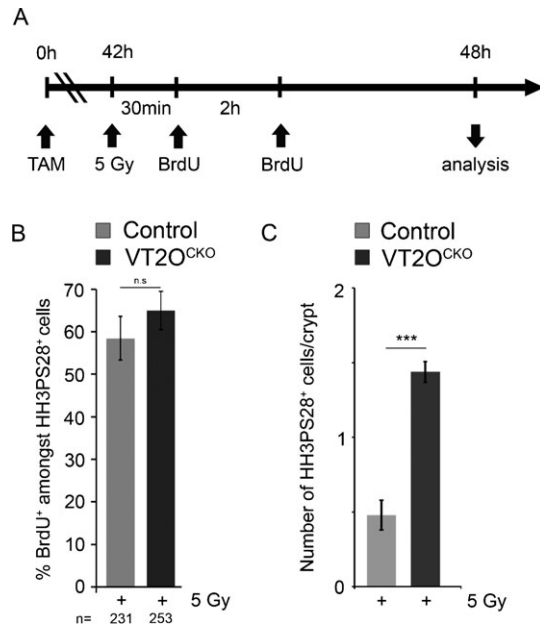 A
0h 42h 48h
30min 2h
TAM 5 Gy BrdU BrdU analysis
B
Control
VT2O^CKO
% BrdU⁺ amongst HH3PS28⁺ cells
70
60
50
40
30
20
10
0
n.s
+ + 5 Gy
n= 231 253
C
Control
VT2O^CKO
Number of HH3PS28⁺ cells/crypt
2
1
0
***
+ + 5 Gy